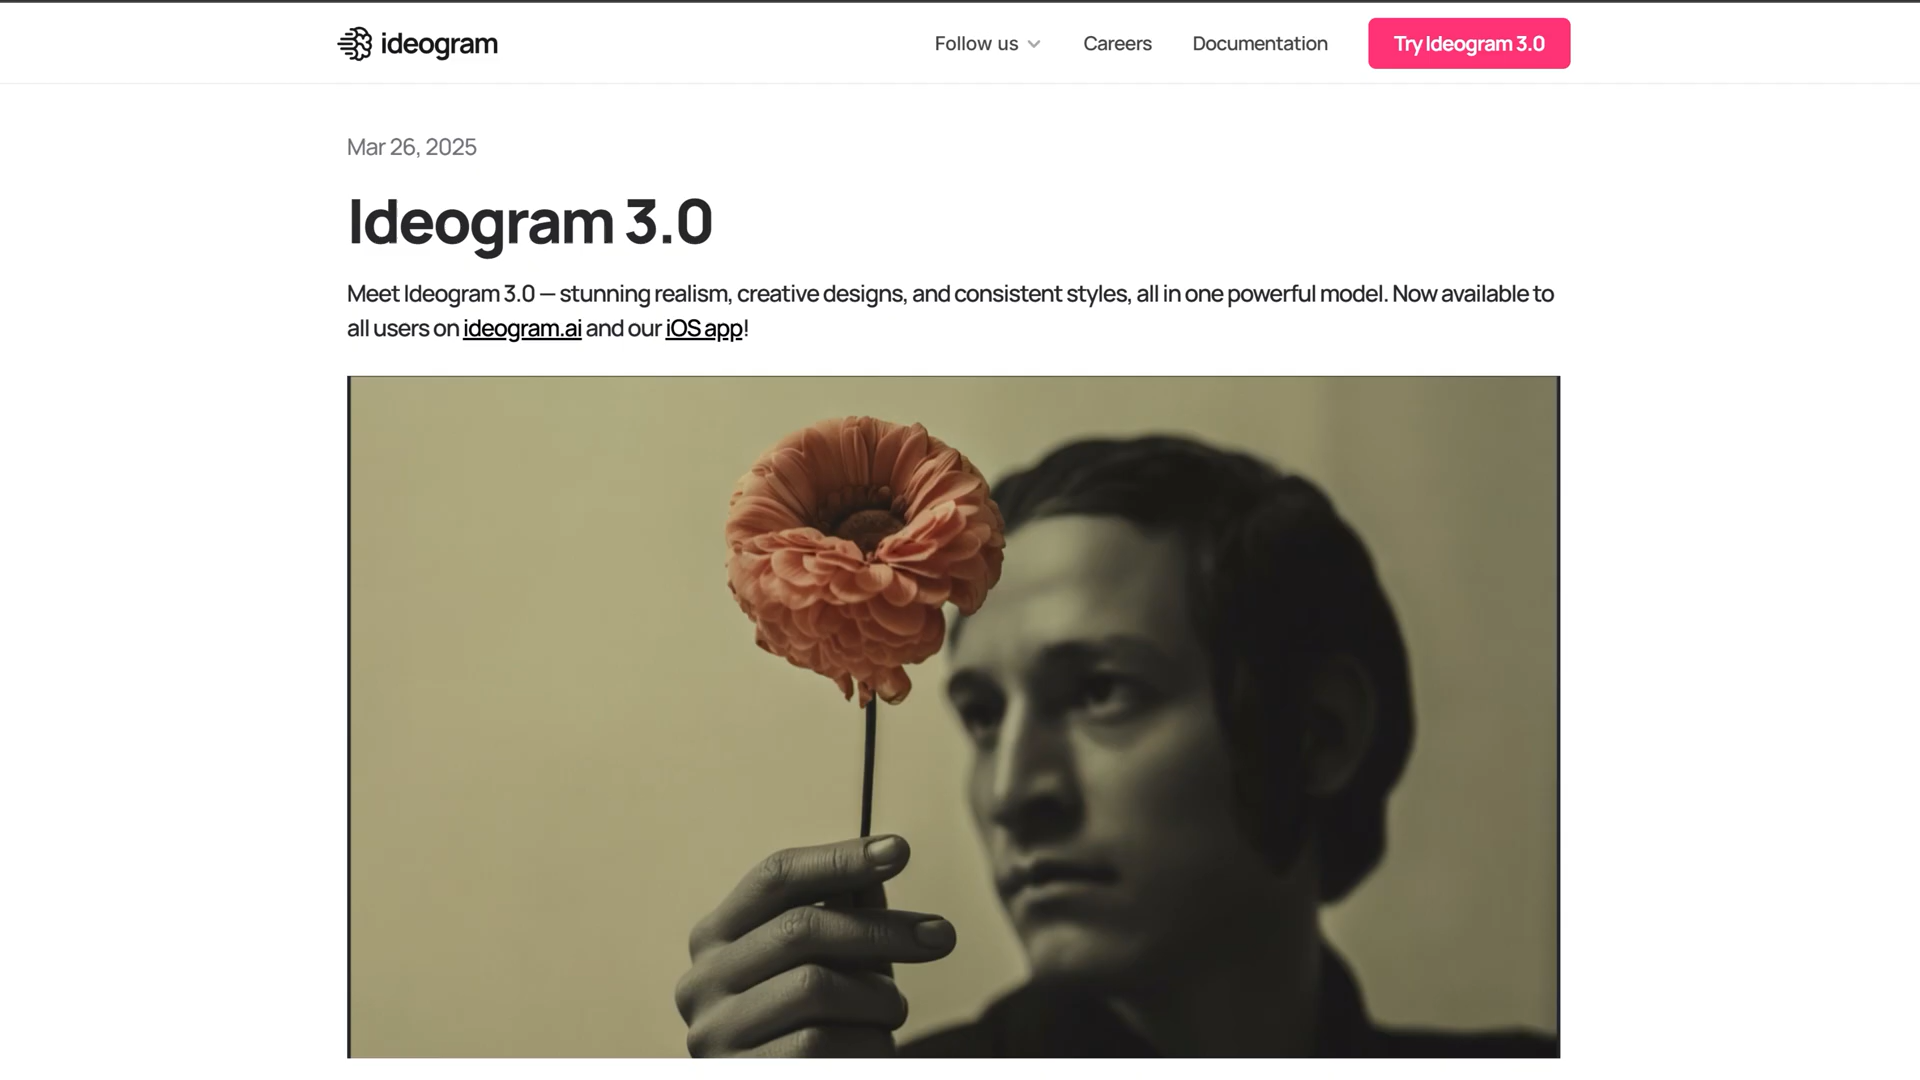 ideogram
Follow us
Careers
Documentation
Try Ideogram 3.0
Mar 26, 2025
Ideogram 3.0
Meet Ideogram 3.0 — stunning realism, creative designs, and consistent styles, all in one powerful model. Now available to
all users on ideogram.ai and our iOS app!